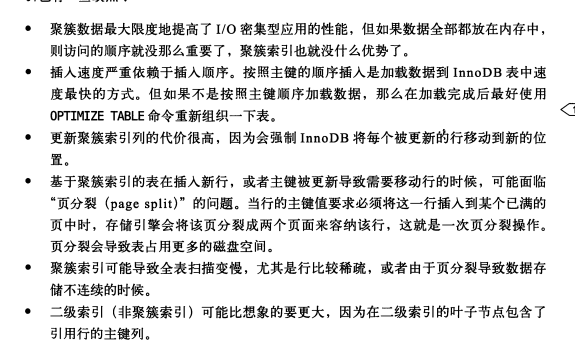 ● 聚簇数据最大限度地提高了 I/O 密集型应用的性能，但如果数据全部都放在内存中，
则访问的顺序就没那么重要了，聚簇索引也就没什么优势了。
● 插入速度严重依赖于插入顺序。按照主键的顺序插入是加载数据到 InnoDB 表中速
度最快的方式。但如果不是按照主键顺序加载数据，那么在加载完成后最好使用
OPTIMIZE TABLE 命令重新组织一下表。
● 更新聚簇索引列的代价很高，因为会强制 InnoDB 将每个被更新的行移动到新的位
置。
● 基于聚簇索引的表在插入新行，或者主键被更新导致需要移动行的时候，可能面临
“页分裂（page split）”的问题。当行的主键值要求必须将这一行插入到某个已满的
页中时，存储引擎会将该页分裂成两个页面来容纳该行，这就是一次页分裂操作。
页分裂会导致表占用更多的磁盘空间。
● 聚簇索引可能导致全表扫描变慢，尤其是行比较稀疏，或者由于页分裂导致数据存
储不连续的时候。
● 二级索引（非聚簇索引）可能比想象的要更大，因为在二级索引的叶子节点包含了
引用行的主键列。